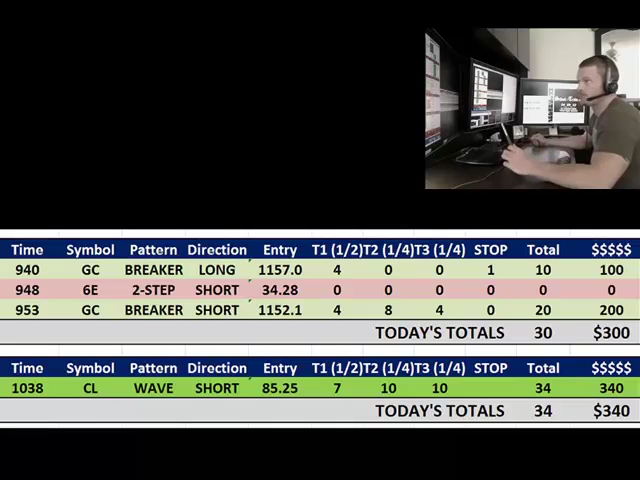 Time Symbol Pattern Direction Entry T1 (1/2) T2 (1/4) T3 (1/4) STOP Total $$$$$
940 GC BREAKER LONG 1157.0 4 0 0 1 10 100
948 6E 2-STEP SHORT 34.28 0 0 0 0 0 0
953 GC BREAKER SHORT 1152.1 4 8 4 0 20 200
TODAY'S TOTALS 30 $300
Time Symbol Pattern Direction Entry T1 (1/2) T2 (1/4) T3 (1/4) STOP Total $$$$$
1038 CL WAVE SHORT 85.25 7 10 10 34 340
TODAY'S TOTALS 34 $340